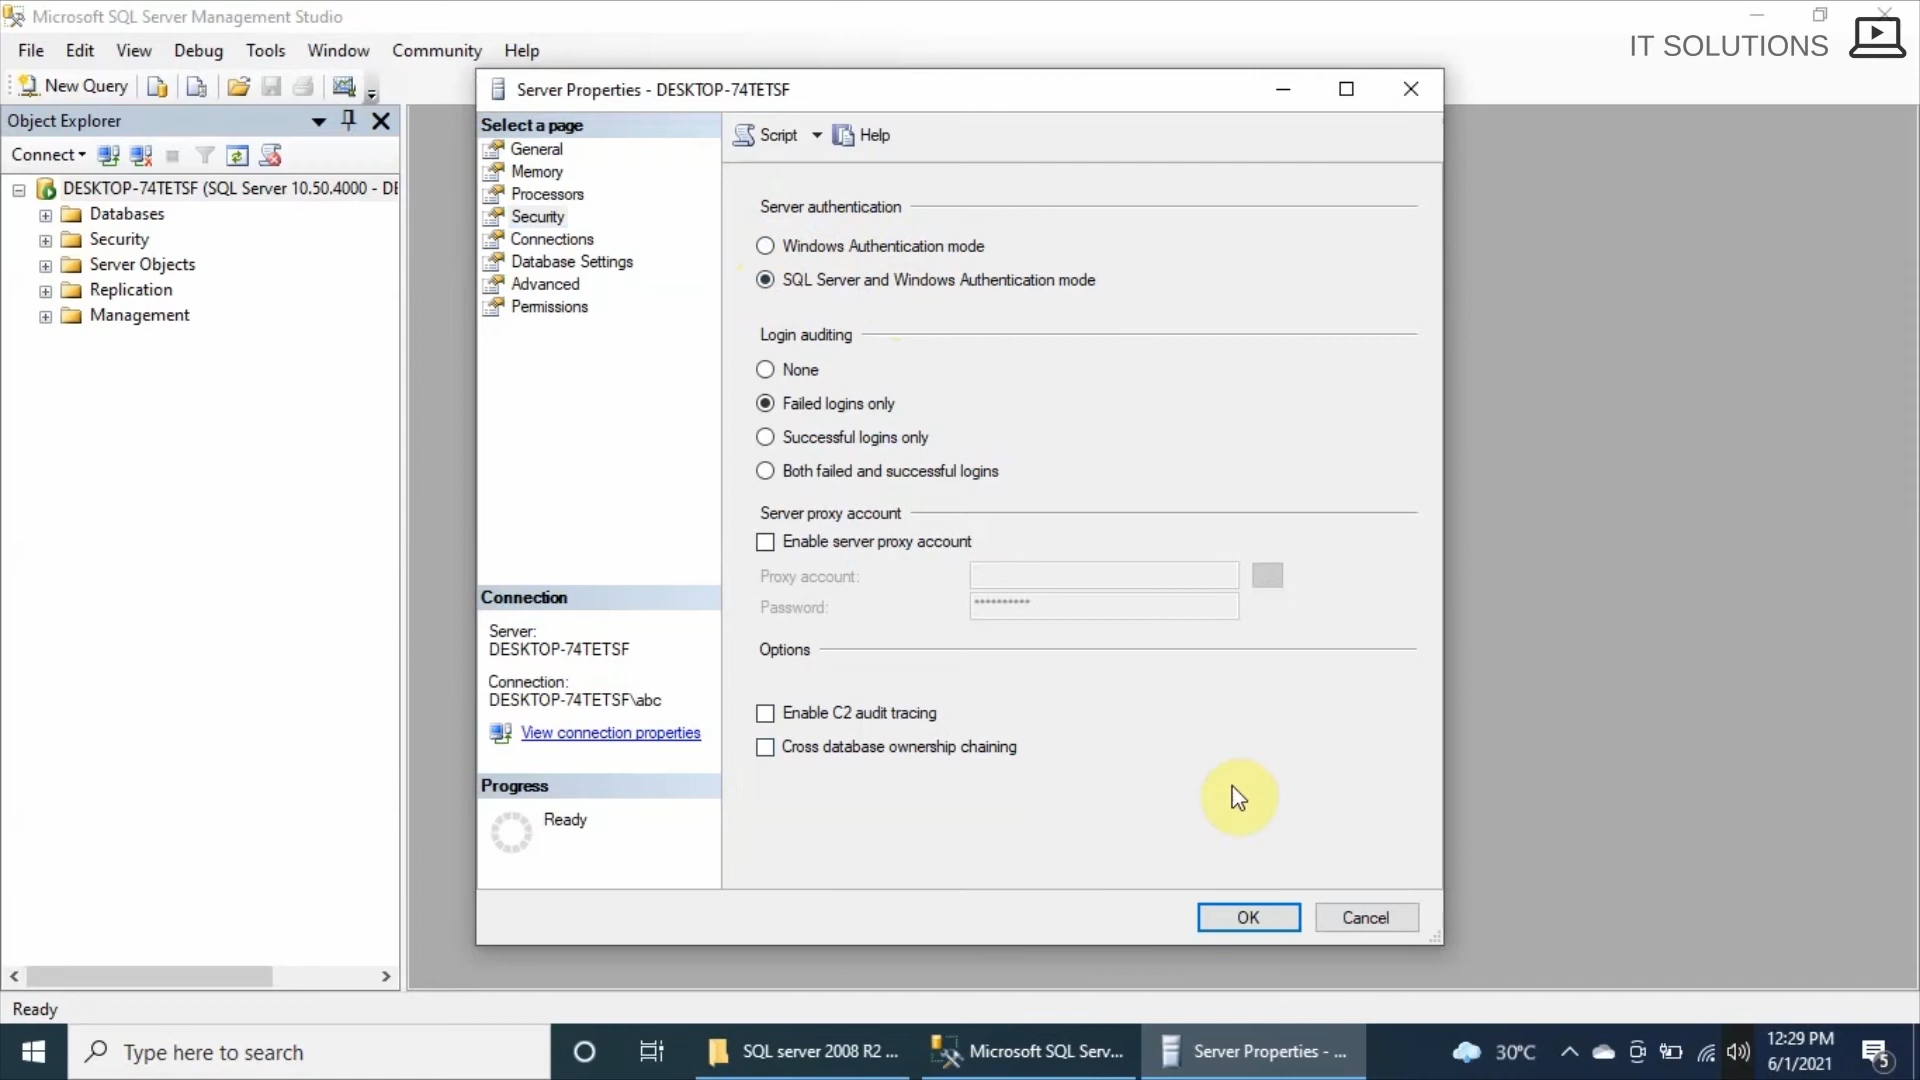 Microsoft SQL Server Management Studio
IT SOLUTIONS
File Edit View Debug Tools Window Community Help
New Query
Server Properties - DESKTOP-74TETSF
Object Explorer
Connect
DESKTOP-74TETSF (SQL Server 10.50.4000 - DE
Databases
Security
Server Objects
Replication
Management
Select a page
General
Memory
Processors
Security
Connections
Database Settings
Advanced
Permissions
Connection
Server:
DESKTOP-74TETSF
Connection:
DESKTOP-74TETSF\abc
View connection properties
Progress
Ready
Script Help
Server authentication
Windows Authentication mode
SQL Server and Windows Authentication mode
Login auditing
None
Failed logins only
Successful logins only
Both failed and successful logins
Server proxy account
Enable server proxy account
Proxy account:
Password: **********
Options
Enable C2 audit tracing
Cross database ownership chaining
OK Cancel
Ready
Type here to search
SQL server 2008 R2 ...
Microsoft SQL Serv...
Server Properties - ...
30°C
12:29 PM
6/1/2021
5